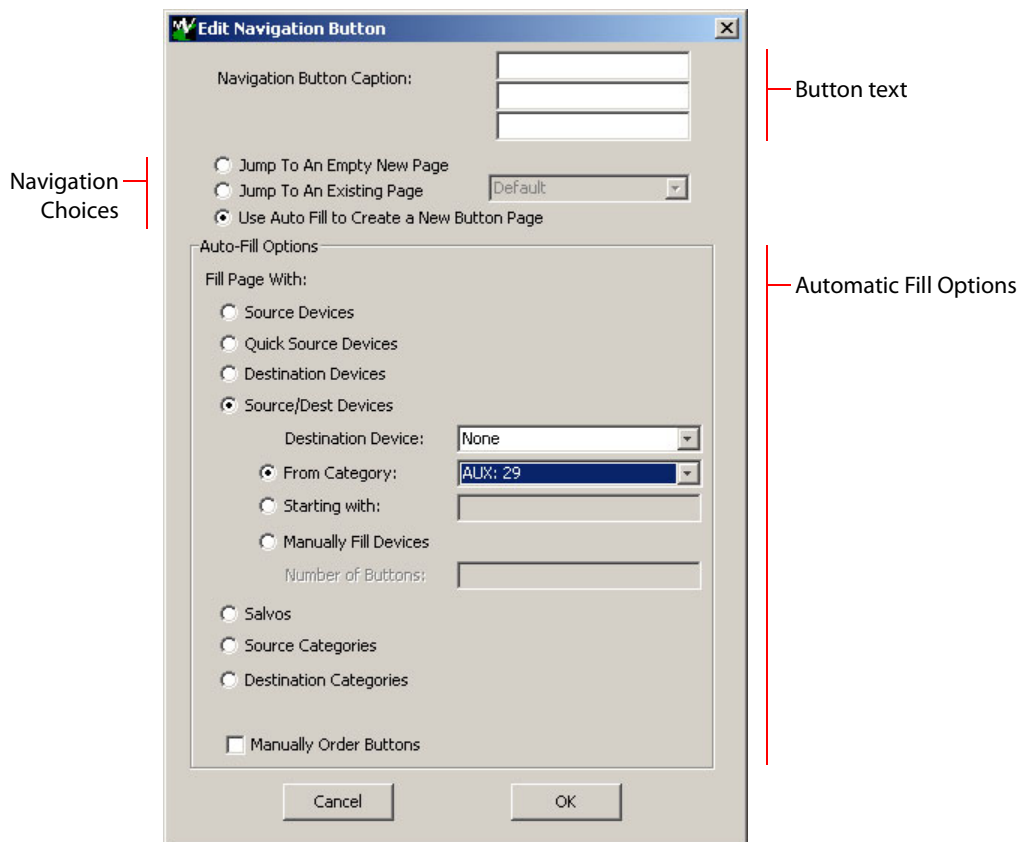 Edit Navigation Button
Navigation Button Caption:
Button text
Navigation
Choices
Jump To An Empty New Page
Jump To An Existing Page
Default
Use Auto Fill to Create a New Button Page
Auto-Fill Options
Automatic Fill Options
Fill Page With:
Source Devices
Quick Source Devices
Destination Devices
Source/Dest Devices
Destination Device:
None
From Category:
AUX: 29
Starting with:
Manually Fill Devices
Number of Buttons:
Salvos
Source Categories
Destination Categories
Manually Order Buttons
Cancel
OK